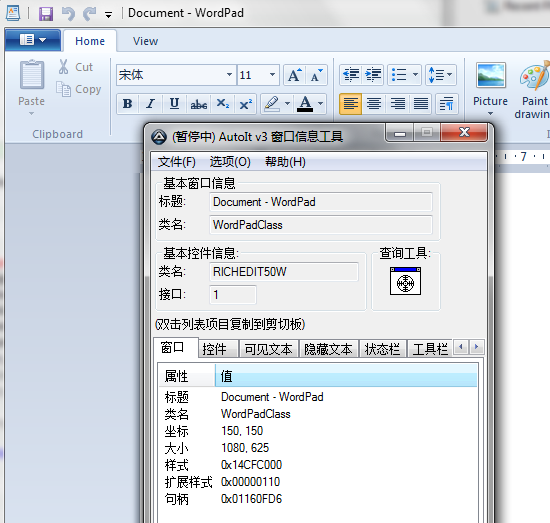 Document - WordPad
Home View
Cut
Copy
Paste
Clipboard
宋体 11
B I U abc X₂ X² A
Picture
Paint
drawin
7
(暂停中) AutoIt v3 窗口信息工具
文件(F) 选项(O) 帮助(H)
基本窗口信息
标题: Document - WordPad
类名: WordPadClass
基本控件信息:
类名: RICHEDIT50W
接口: 1
查询工具:
(双击列表项目复制到剪切板)
窗口 控件 可见文本 隐藏文本 状态栏 工具栏
属性 值
标题 Document - WordPad
类名 WordPadClass
坐标 150, 150
大小 1080, 625
样式 0x14CFC000
扩展样式 0x00000110
句柄 0x01160FD6